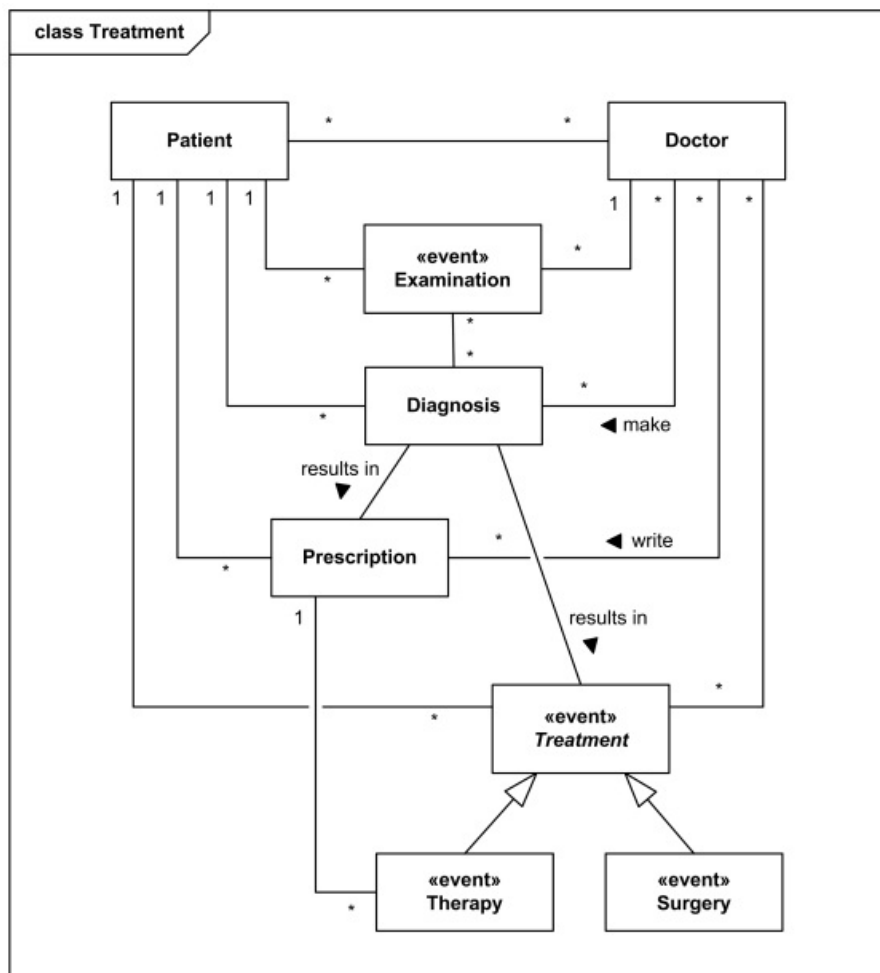 class Treatment
Patient
*
*
Doctor
1
1
1
1
1
*
*
*
«event»
Examination
*
*
*
*
Diagnosis
*
*
make
results in
Prescription
*
*
write
1
results in
«event»
Treatment
*
*
«event»
Therapy
*
«event»
Surgery